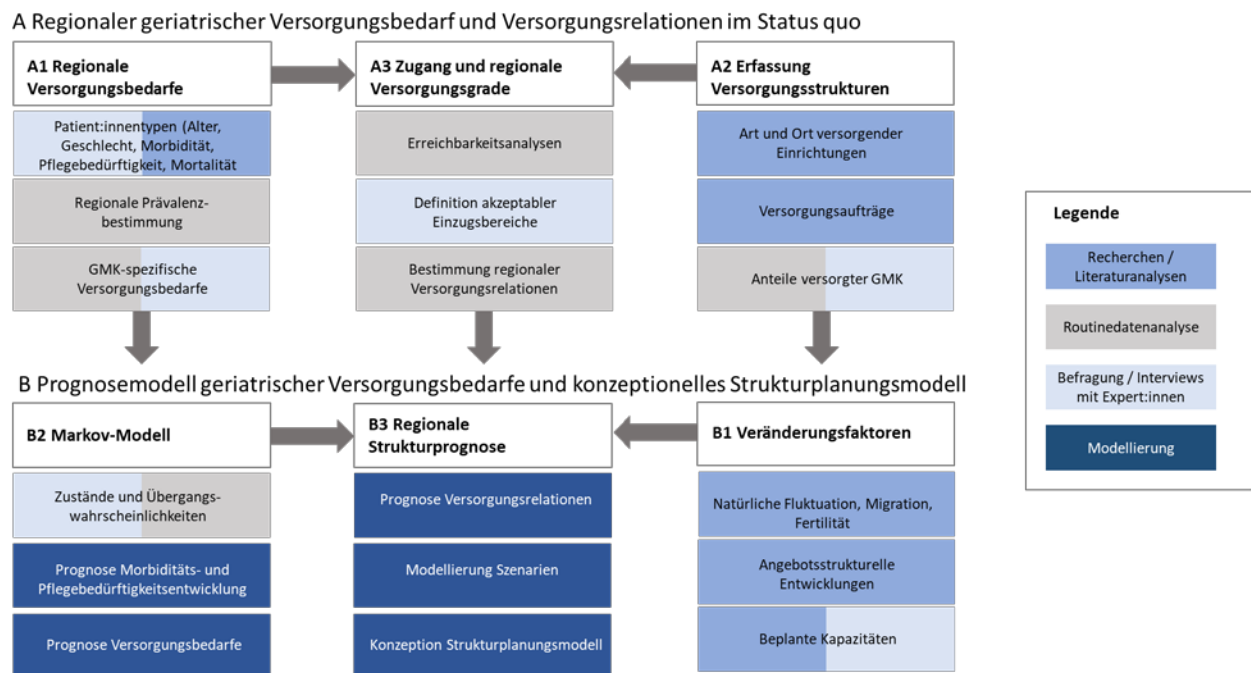 A Regionaler geriatrischer Versorgungsbedarf und Versorgungsrelationen im Status quo
A1 Regionale
Versorgungsbedarfe
A3 Zugang und regionale
Versorgungsgrade
A2 Erfassung
Versorgungsstrukturen
Patient:innentypen (Alter,
Geschlecht, Morbidität,
Pflegebedürftigkeit, Mortalität
Erreichbarkeitsanalysen
Art und Ort versorgender
Einrichtungen
Regionale Prävalenz-
bestimmung
Definition akzeptabler
Einzugsbereiche
Versorgungsaufträge
GMK-spezifische
Versorgungsbedarfe
Bestimmung regionaler
Versorgungsrelationen
Anteile versorgter GMK
B Prognosemodell geriatrischer Versorgungsbedarfe und konzeptionelles Strukturplanungsmodell
B2 Markov-Modell
B3 Regionale
Strukturprognose
B1 Veränderungsfaktoren
Zustände und Übergangs-
wahrscheinlichkeiten
Prognose Versorgungsrelationen
Natürliche Fluktuation, Migration,
Fertilität
Prognose Morbiditäts- und
Pflegebedürftigkeitsentwicklung
Modellierung Szenarien
Angebotsstrukturelle
Entwicklungen
Prognose Versorgungsbedarfe
Konzeption Strukturplanungsmodell
Beplante Kapazitäten
Legende
Recherchen /
Literaturanalysen
Routinedatenanalyse
Befragung / Interviews
mit Expert:innen
Modellierung